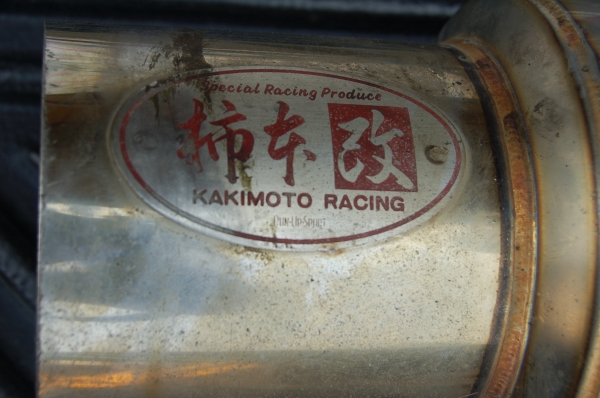 Special Racing Produce
柿本改
KAKIMOTO RACING